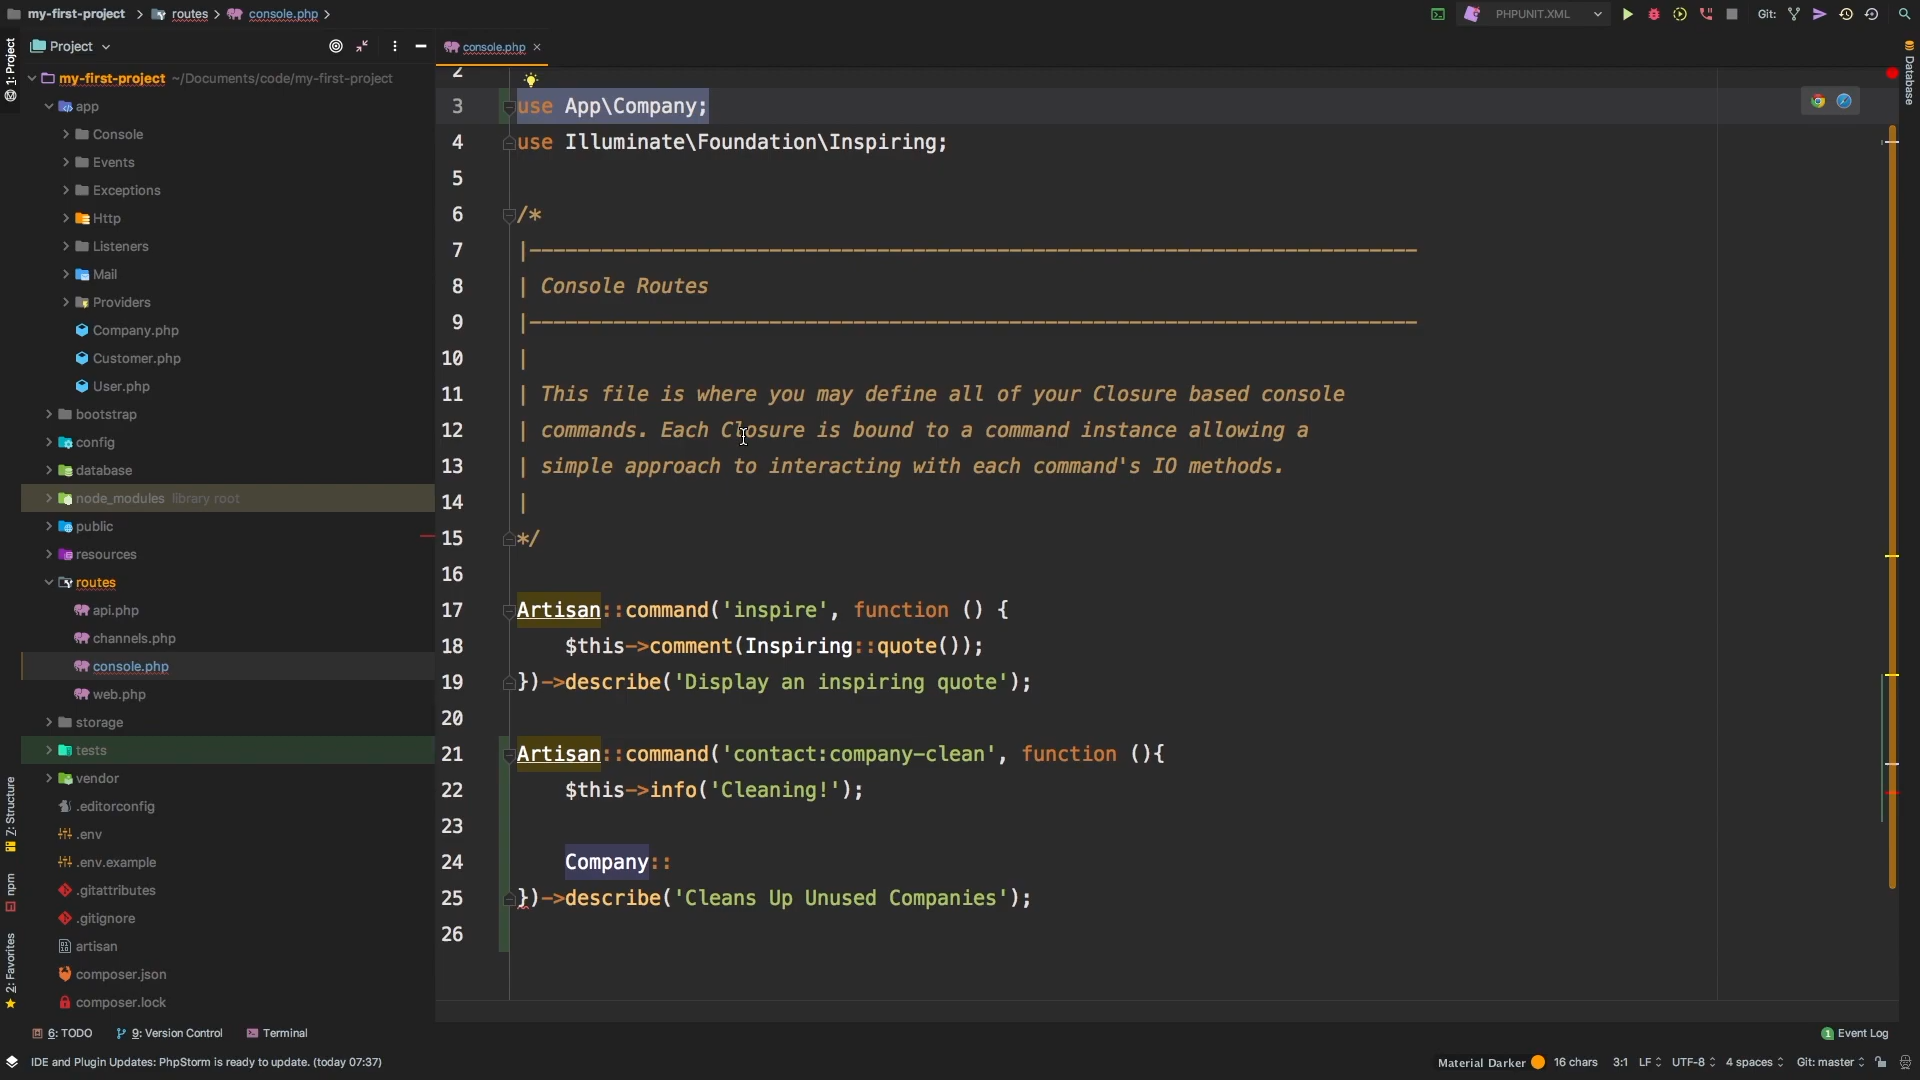 my-first-project
routes
console.php
PHPUNIT.XML
Git:
Project
console.php
1: Project
Database
my-first-project ~/Documents/code/my-first-project
app
Console
Events
Exceptions
Http
Listeners
Mail
Providers
Company.php
Customer.php
User.php
bootstrap
config
database
node_modules library root
public
resources
routes
api.php
channels.php
console.php
web.php
storage
tests
vendor
.editorconfig
.env
.env.example
.gitattributes
.gitignore
artisan
composer.json
composer.lock
Z: Structure
npm
2: Favorites
2
3 use App\Company;
4 use Illuminate\Foundation\Inspiring;
5
6 /*
7 |--------------------------------------------------------------------------
8 | Console Routes
9 |--------------------------------------------------------------------------
10 |
11 | This file is where you may define all of your Closure based console
12 | commands. Each Closure is bound to a command instance allowing a
13 | simple approach to interacting with each command's IO methods.
14 |
15 */
16
17 Artisan::command('inspire', function () {
18 $this->comment(Inspiring::quote());
19 })->describe('Display an inspiring quote');
20
21 Artisan::command('contact:company-clean', function (){
22 $this->info('Cleaning!');
23
24 Company::
25 })->describe('Cleans Up Unused Companies');
26
6: TODO
9: Version Control
Terminal
1 Event Log
IDE and Plugin Updates: PhpStorm is ready to update. (today 07:37)
Material Darker
16 chars
3:1
LF
UTF-8
4 spaces
Git: master